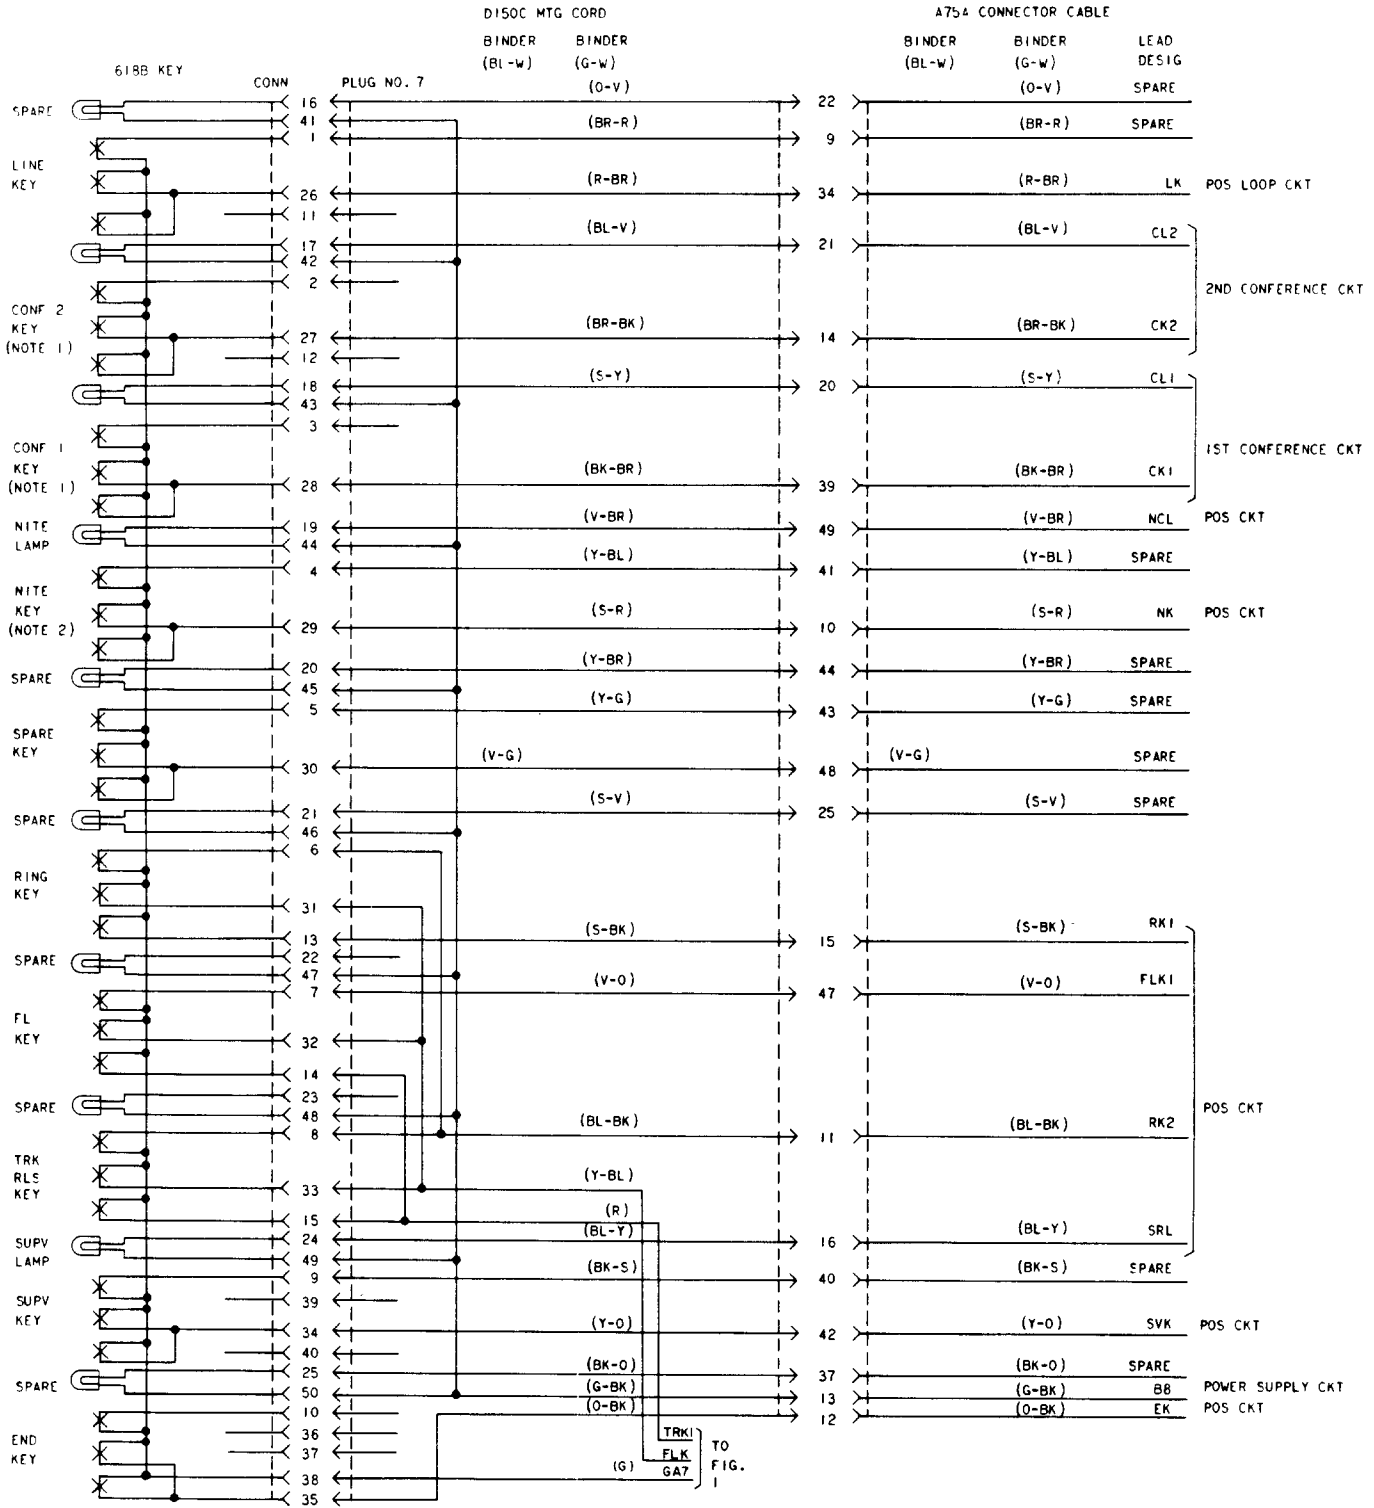 D150C MTG CORD A75A CONNECTOR CABLE
BINDER BINDER BINDER BINDER LEAD
(BL-W) (G-W) (BL-W) (G-W) DESIG
618B KEY CONN PLUG NO. 7
SPARE 16 (O-V) 22 (O-V) SPARE
41
1 (BR-R) 9 (BR-R) SPARE
LINE
KEY
26 (R-BR) 34 (R-BR) LK POS LOOP CKT
11
17 (BL-V) 21 (BL-V) CL2
42
2ND CONFERENCE CKT
2
CONF 2
KEY
(NOTE 1)
27 (BR-BK) 14 (BR-BK) CK2
12
18 (S-Y) 20 (S-Y) CL1
43
3
CONF 1
KEY
(NOTE 1)
1ST CONFERENCE CKT
28 (BK-BR) 39 (BK-BR) CK1
NITE
LAMP
19 (V-BR) 49 (V-BR) NCL POS CKT
44
4 (Y-BL) 41 (Y-BL) SPARE
NITE
KEY
(NOTE 2)
29 (S-R) 10 (S-R) NK POS CKT
SPARE 20 (Y-BR) 44 (Y-BR) SPARE
45
5 (Y-G) 43 (Y-G) SPARE
SPARE
KEY
30 (V-G) 48 (V-G) SPARE
SPARE 21 (S-V) 25 (S-V) SPARE
46
6
RING
KEY
31
13 (S-BK) 15 (S-BK) RK1
SPARE 22
47
7 (V-O) 47 (V-O) FLK1
FL
KEY
32
14
SPARE 23
48
POS CKT
8 (BL-BK) 11 (BL-BK) RK2
TRK
RLS
KEY
33 (Y-BL)
15 (R)
SUPV
LAMP
24 (BL-Y) 16 (BL-Y) SRL
49
9 (BK-S) 40 (BK-S) SPARE
SUPV
KEY
39
34 (Y-O) 42 (Y-O) SVK POS CKT
40
SPARE 25 (BK-O) 37 (BK-O) SPARE
50 (G-BK) 13 (G-BK) BB POWER SUPPLY CKT
10 (O-BK) 12 (O-BK) EK POS CKT
END
KEY
36 TRK1
37 FLK
38 (G) GA7
35
TO
FIG.
1